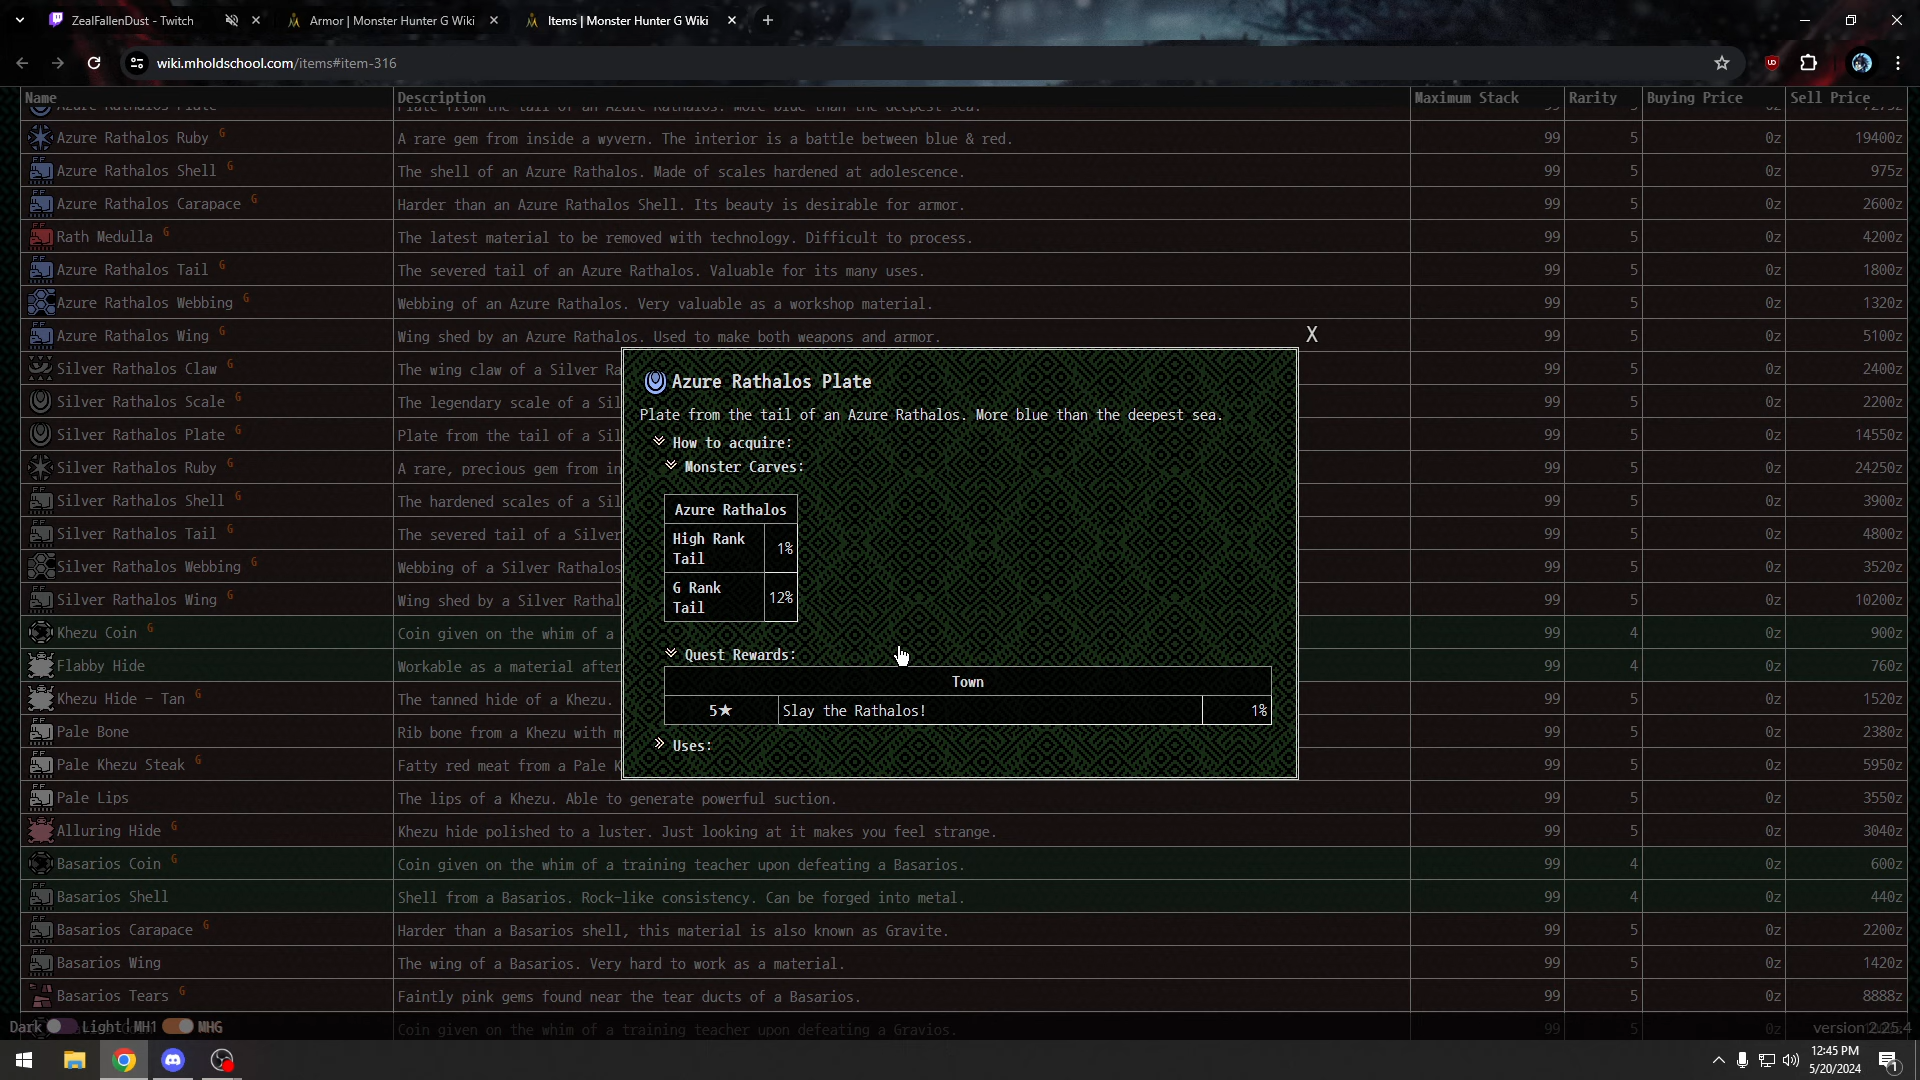 ZealFallenDust - Twitch
Armor | Monster Hunter G Wiki
Items | Monster Hunter G Wiki
wiki.mholdschool.com/items#item-316
Name Description Maximum Stack Rarity Buying Price Sell Price
Azure Rathalos Plate Plate from the tail of an Azure Rathalos. More blue than the deepest sea.
Azure Rathalos Ruby G A rare gem from inside a wyvern. The interior is a battle between blue & red. 99 5 0z 19400z
Azure Rathalos Shell G The shell of an Azure Rathalos. Made of scales hardened at adolescence. 99 5 0z 975z
Azure Rathalos Carapace G Harder than an Azure Rathalos Shell. Its beauty is desirable for armor. 99 5 0z 2600z
Rath Medulla G The latest material to be removed with technology. Difficult to process. 99 5 0z 4200z
Azure Rathalos Tail G The severed tail of an Azure Rathalos. Valuable for its many uses. 99 5 0z 1800z
Azure Rathalos Webbing G Webbing of an Azure Rathalos. Very valuable as a workshop material. 99 5 0z 1320z
Azure Rathalos Wing G Wing shed by an Azure Rathalos. Used to make both weapons and armor. 99 5 0z 5100z
X
Silver Rathalos Claw G The wing claw of a Silver Ra 99 5 0z 2400z
Silver Rathalos Scale G The legendary scale of a Sil 99 5 0z 2200z
Silver Rathalos Plate G Plate from the tail of a Sil 99 5 0z 14550z
Silver Rathalos Ruby G A rare, precious gem from in 99 5 0z 24250z
Silver Rathalos Shell G The hardened scales of a Sil 99 5 0z 3900z
Silver Rathalos Tail G The severed tail of a Silver 99 5 0z 4800z
Silver Rathalos Webbing G Webbing of a Silver Rathalos 99 5 0z 3520z
Silver Rathalos Wing G Wing shed by a Silver Rathal 99 5 0z 10200z
Khezu Coin G Coin given on the whim of a 99 4 0z 900z
Flabby Hide Workable as a material after 99 4 0z 760z
Khezu Hide - Tan G The tanned hide of a Khezu. 99 5 0z 1520z
Pale Bone Rib bone from a Khezu with m 99 5 0z 2380z
Pale Khezu Steak G Fatty red meat from a Pale K 99 5 0z 5950z
Pale Lips The lips of a Khezu. Able to generate powerful suction. 99 5 0z 3550z
Alluring Hide G Khezu hide polished to a luster. Just looking at it makes you feel strange. 99 5 0z 3040z
Basarios Coin G Coin given on the whim of a training teacher upon defeating a Basarios. 99 4 0z 600z
Basarios Shell Shell from a Basarios. Rock-like consistency. Can be forged into metal. 99 4 0z 440z
Basarios Carapace G Harder than a Basarios shell, this material is also known as Gravite. 99 5 0z 2200z
Basarios Wing The wing of a Basarios. Very hard to work as a material. 99 5 0z 1420z
Basarios Tears G Faintly pink gems found near the tear ducts of a Basarios. 99 5 0z 8888z
Coin given on the whim of a training teacher upon defeating a Gravios. 99 5 0z
Azure Rathalos Plate
Plate from the tail of an Azure Rathalos. More blue than the deepest sea.
How to acquire:
Monster Carves:
Azure Rathalos
High Rank Tail 1%
G Rank Tail 12%
Quest Rewards:
Town
5★ Slay the Rathalos! 1%
Uses:
Dark Light | MH1 MHG
version 2.25.4
12:45 PM
5/20/2024
1